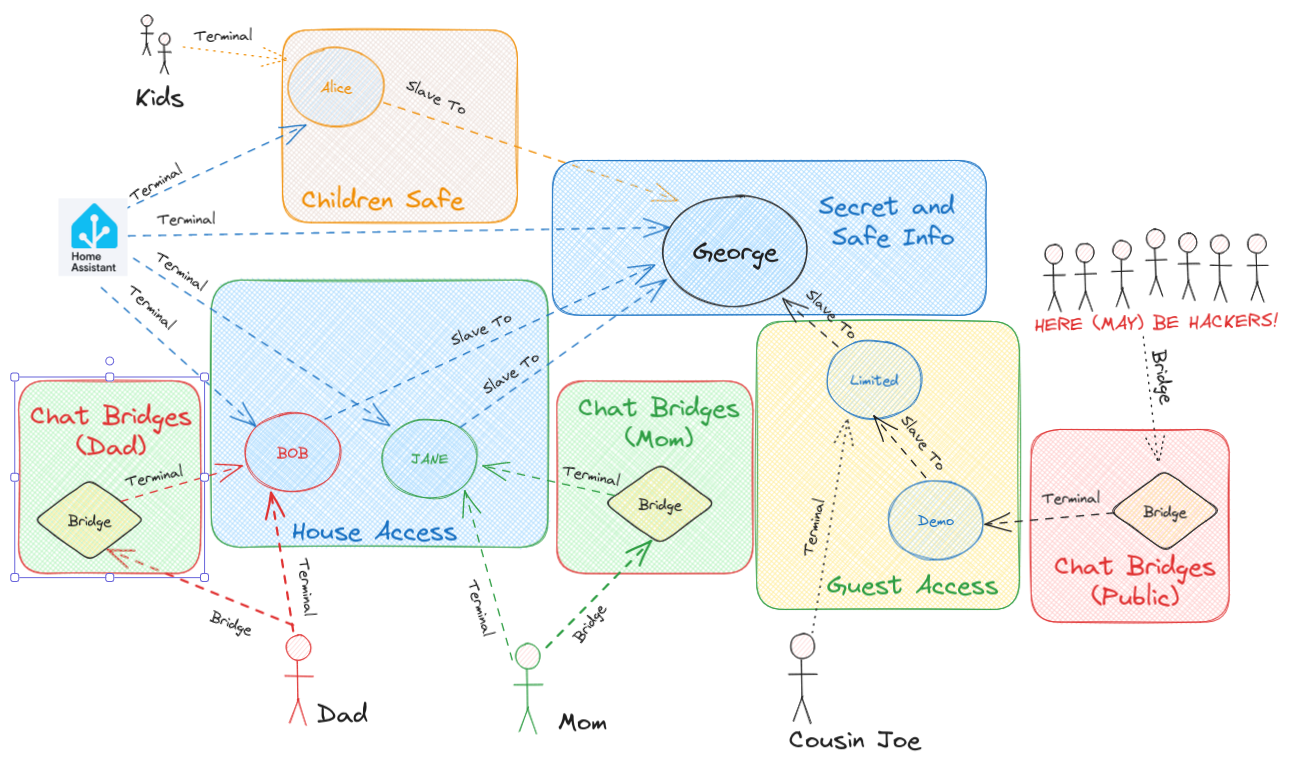 Terminal
Kids
Alice
Slave To
Children Safe
Terminal
Home
Assistant
Terminal
Terminal
Terminal
George
Secret and
Safe Info
HERE (MAY) BE HACKERS!
Bridge
Slave To
Slave To
Slave To
Limited
Slave To
Demo
Terminal
Guest Access
Chat Bridges
(Dad)
Terminal
Bridge
BOB
JANE
House Access
Chat Bridges
(Mom)
Terminal
Bridge
Terminal
Bridge
Chat Bridges
(Public)
Bridge
Terminal
Dad
Terminal
Bridge
Mom
Cousin Joe